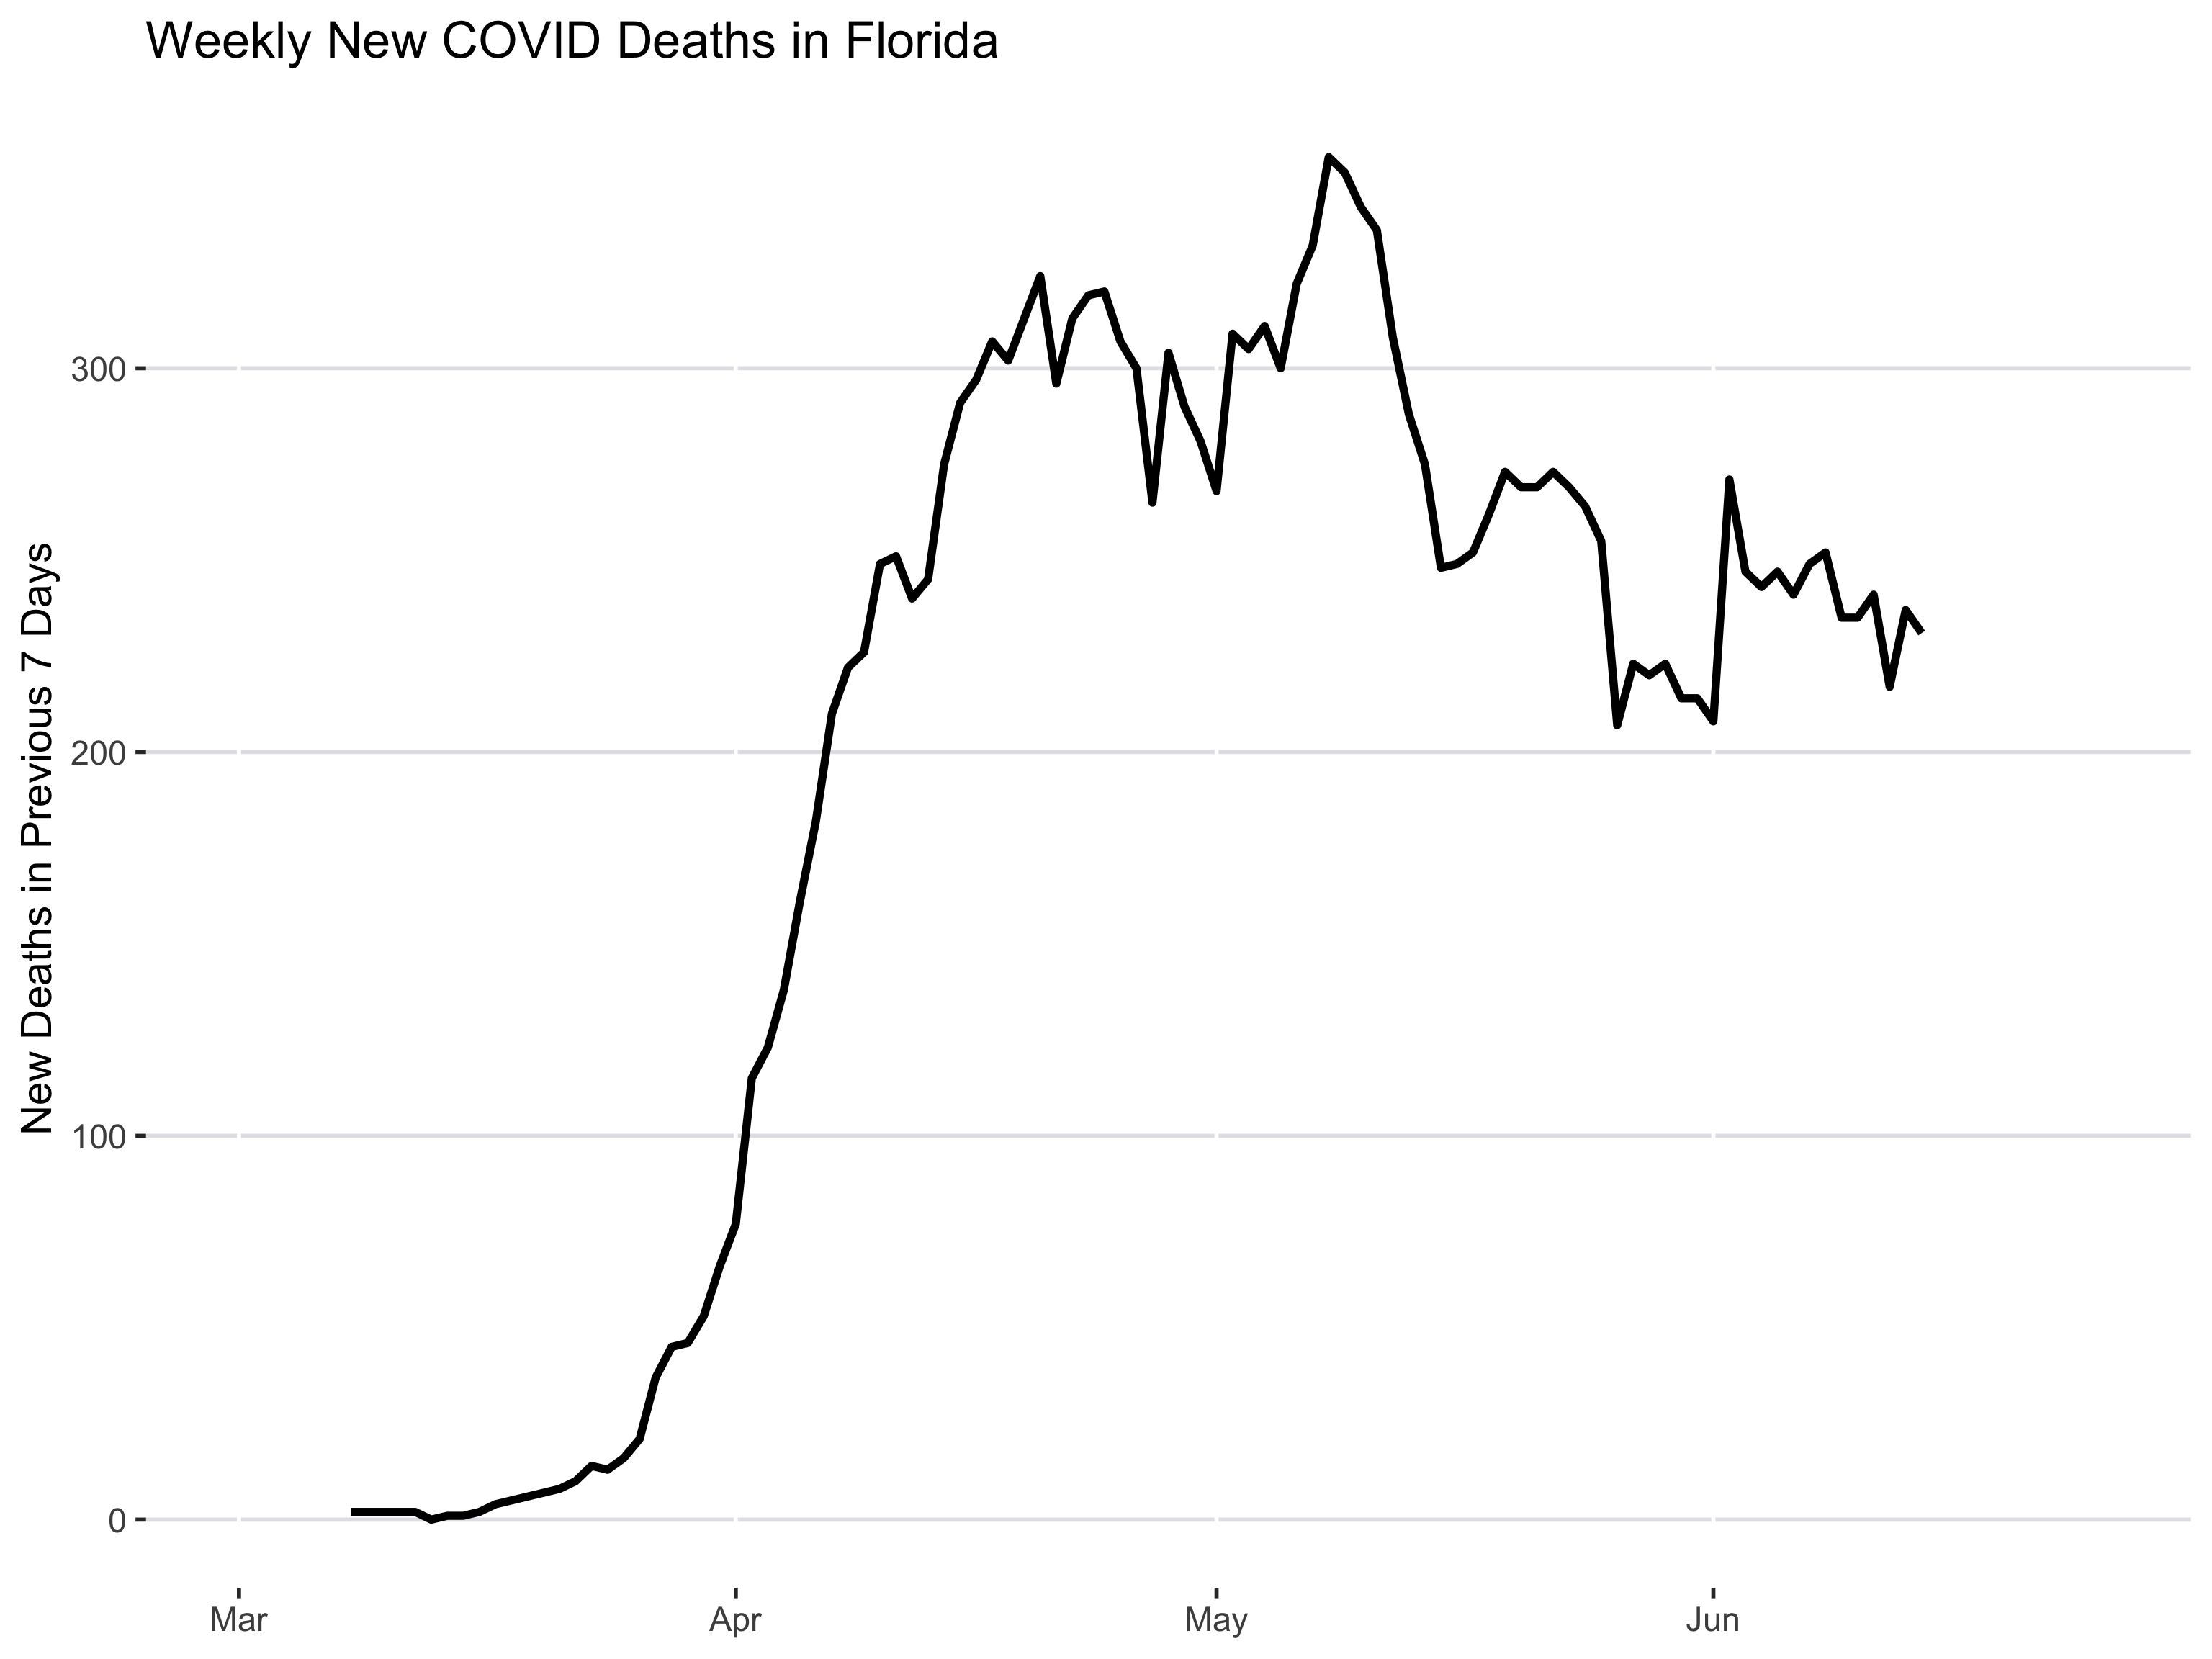 Weekly New COVID Deaths in Florida
New Deaths in Previous 7 Days
300
200
100
0
Mar
Apr
May
Jun